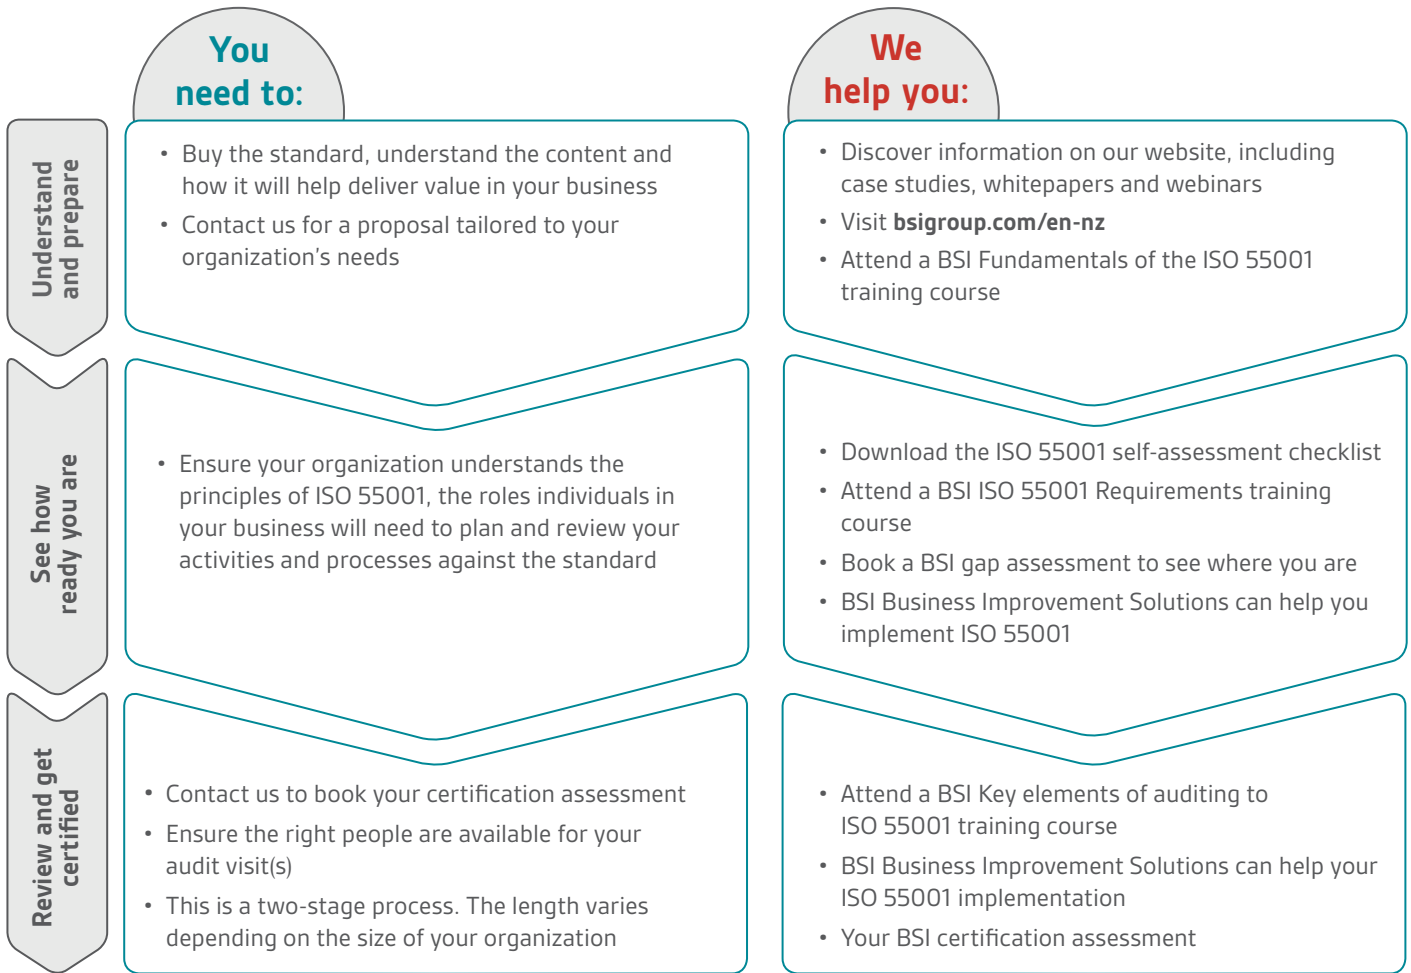 You
need to:
We
help you:
Understand
and prepare
• Buy the standard, understand the content and
how it will help deliver value in your business
• Contact us for a proposal tailored to your
organization's needs
• Discover information on our website, including
case studies, whitepapers and webinars
• Visit bsigroup.com/en-nz
• Attend a BSI Fundamentals of the ISO 55001
training course
See how
ready you are
• Ensure your organization understands the
principles of ISO 55001, the roles individuals in
your business will need to plan and review your
activities and processes against the standard
• Download the ISO 55001 self-assessment checklist
• Attend a BSI ISO 55001 Requirements training
course
• Book a BSI gap assessment to see where you are
• BSI Business Improvement Solutions can help you
implement ISO 55001
Review and get
certified
• Contact us to book your certification assessment
• Ensure the right people are available for your
audit visit(s)
• This is a two-stage process. The length varies
depending on the size of your organization
• Attend a BSI Key elements of auditing to
ISO 55001 training course
• BSI Business Improvement Solutions can help your
ISO 55001 implementation
• Your BSI certification assessment